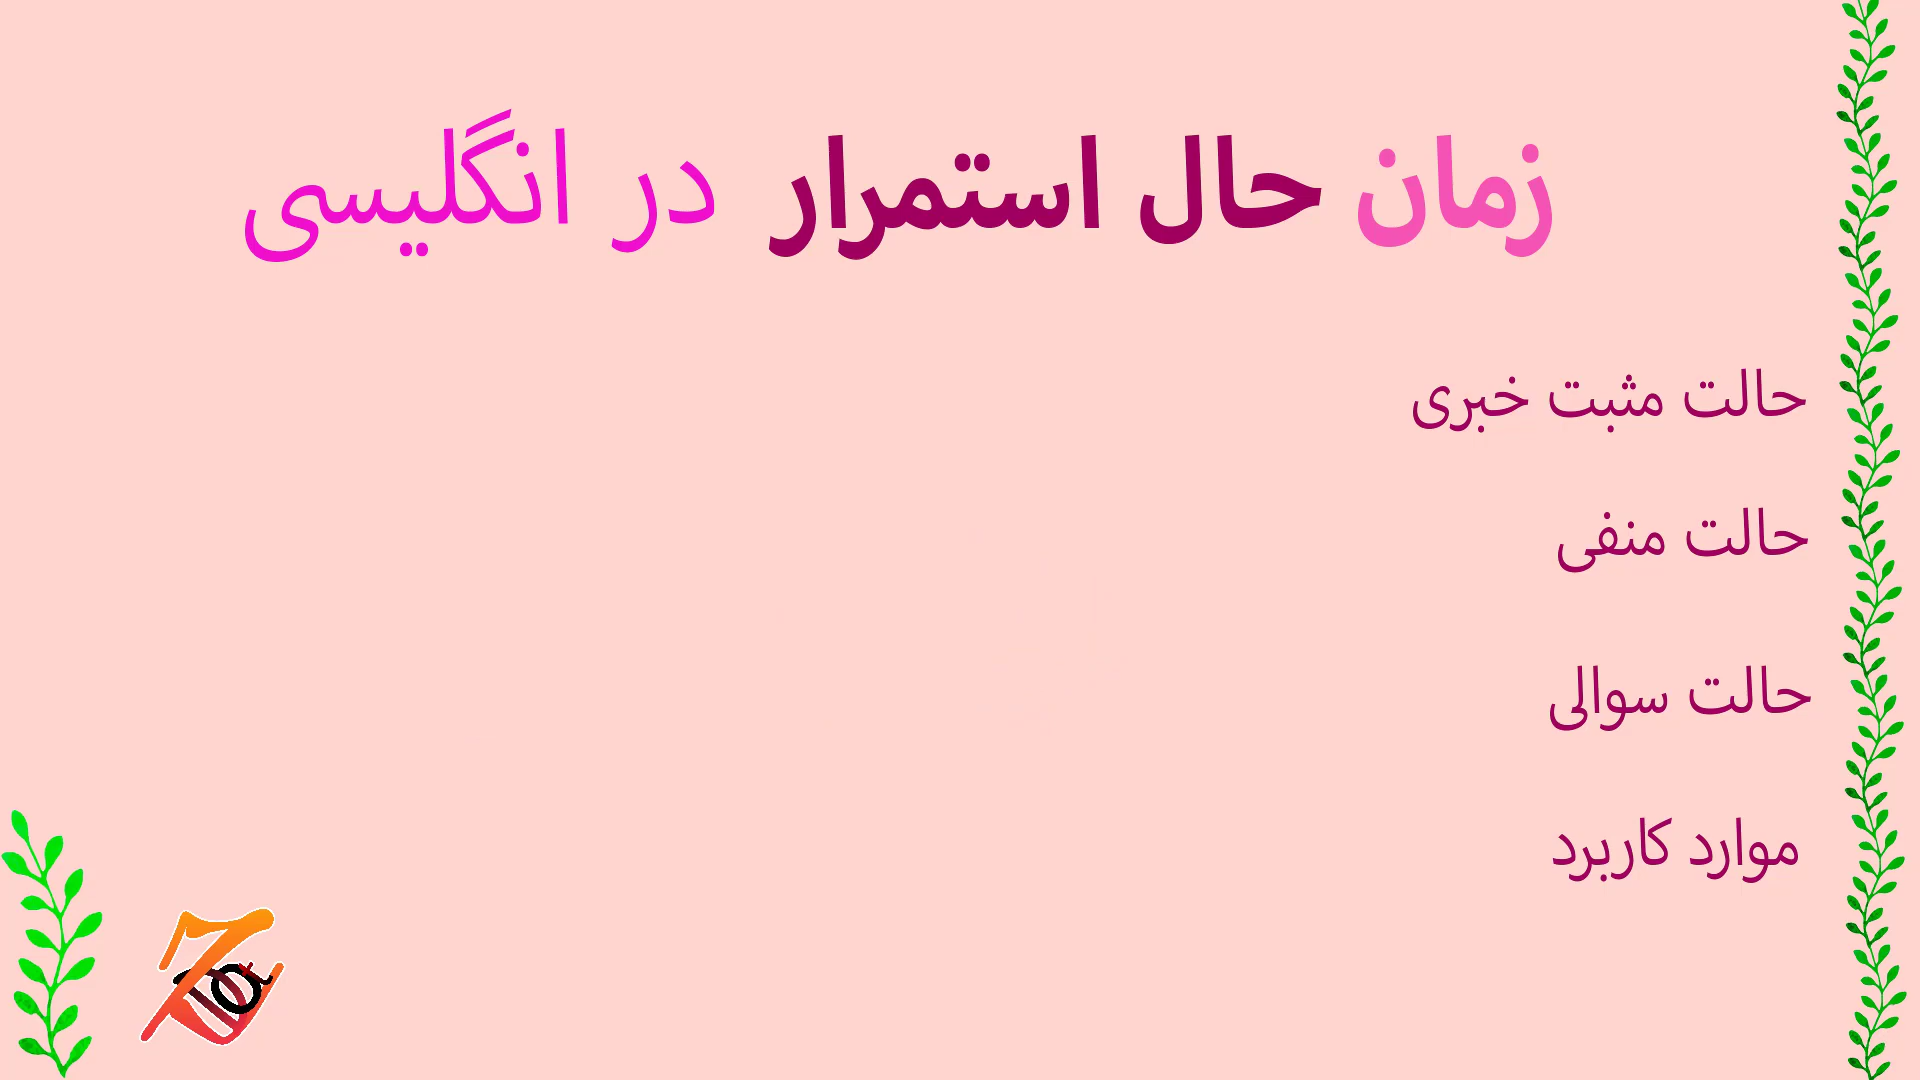 زمان حال استمرار در انگلیسی
حالت مثبت خبری
حالت منفی
حالت سوالی
موارد کاربرد